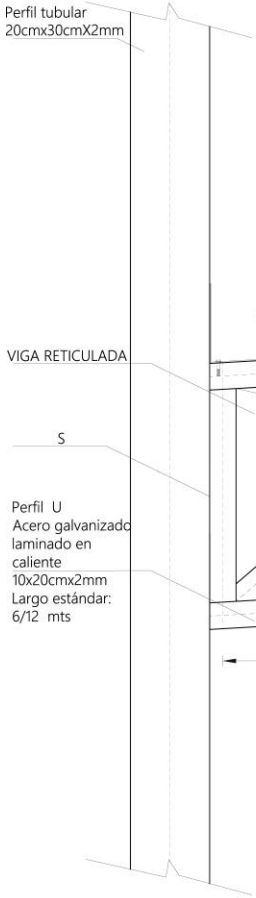 Perfil tubular
20cmx30cmX2mm
VIGA RETICULADA
S
Perfil U
Acero galvanizado
laminado en
caliente
10x20cmx2mm
Largo estándar:
6/12 mts